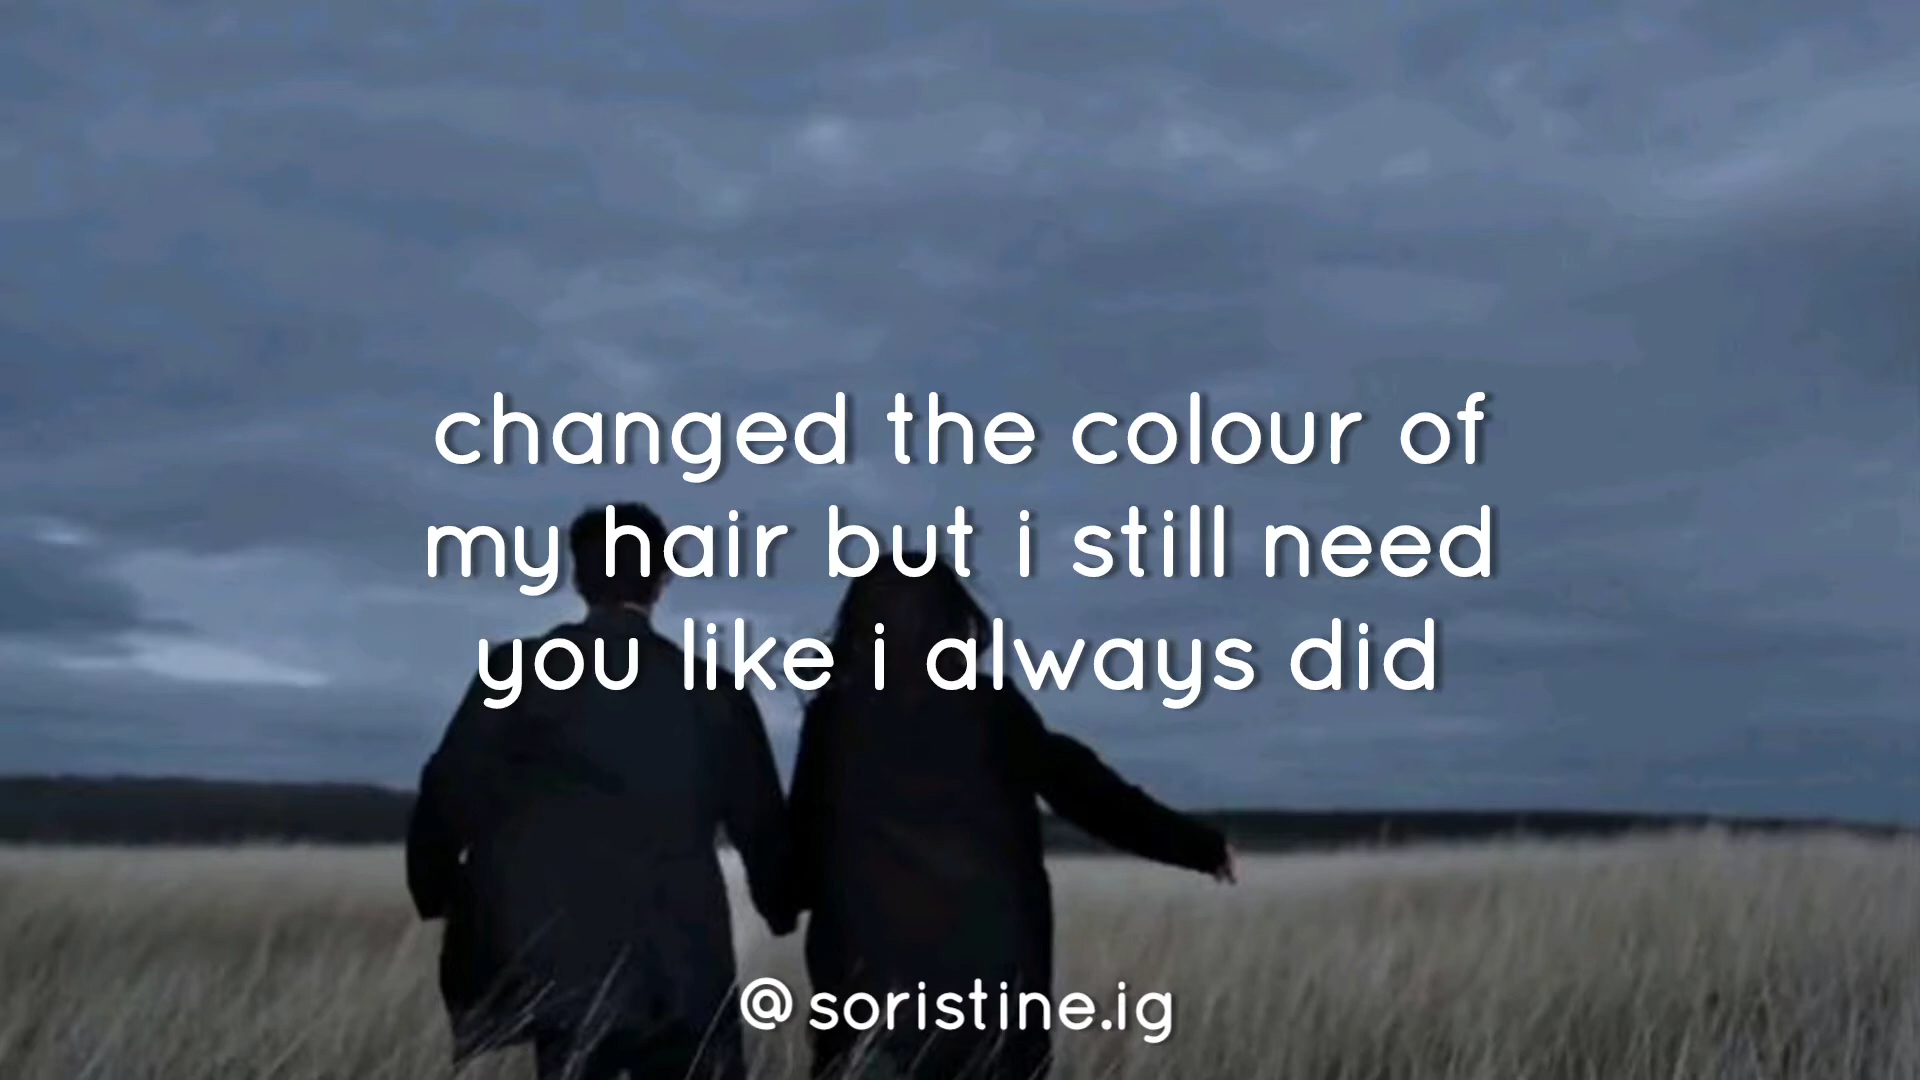 changed the colour of
my hair but i still need
you like i always did
@soristine.ig